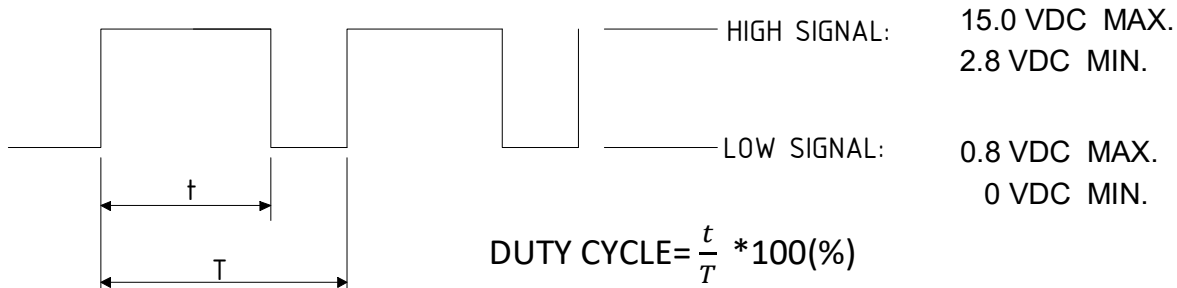 HIGH SIGNAL: 15.0 VDC MAX.
2.8 VDC MIN.
LOW SIGNAL: 0.8 VDC MAX.
0 VDC MIN.
t
T
DUTY CYCLE= t/T *100(%)